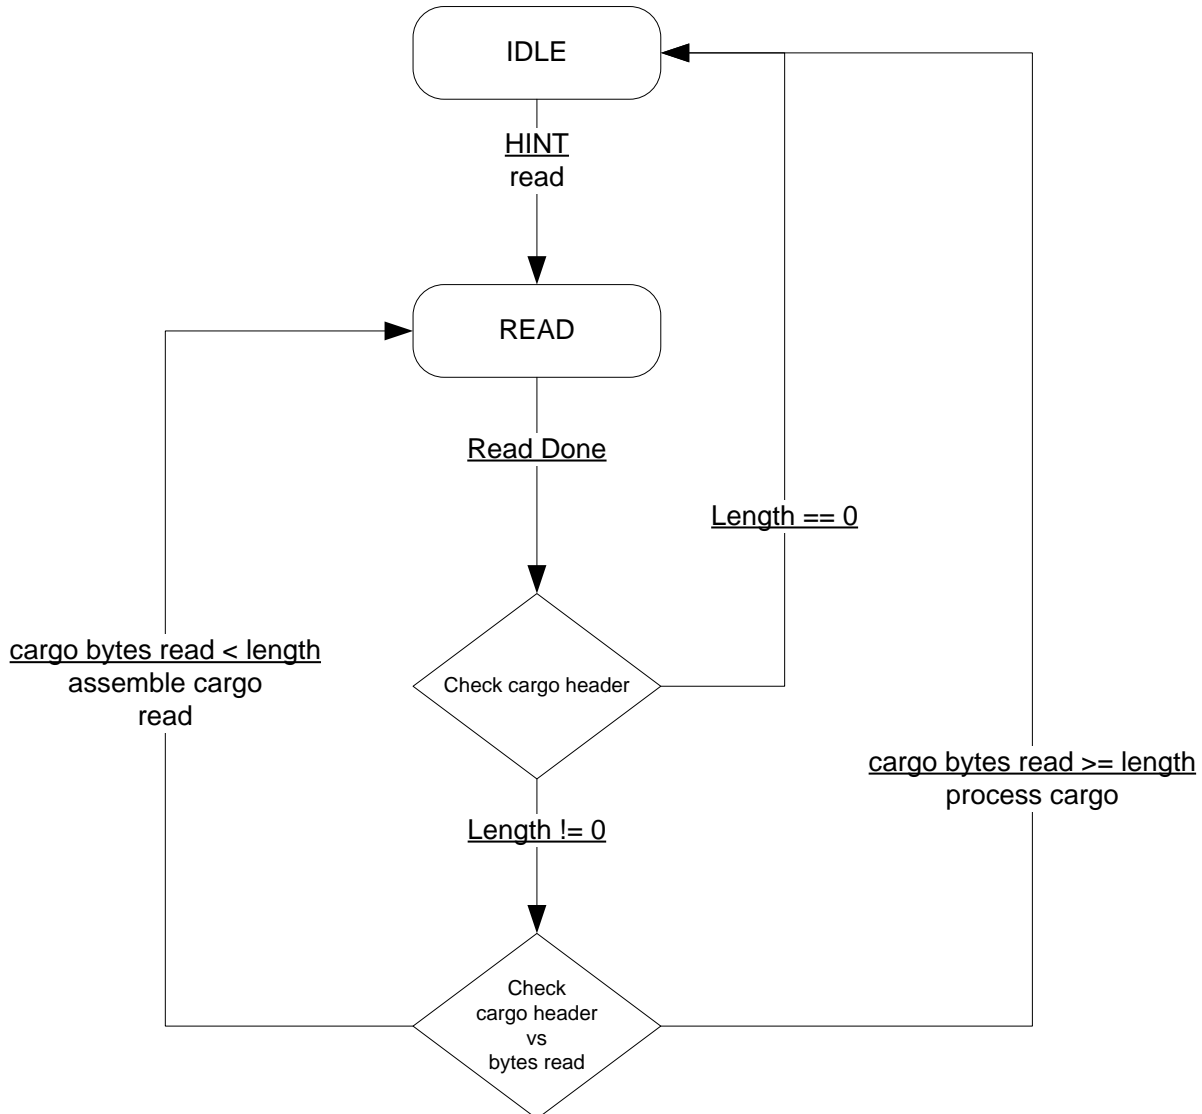 IDLE
HINT
read
READ
Read Done
Length == 0
cargo bytes read < length
assemble cargo
read
Check cargo header
cargo bytes read >= length
process cargo
Length != 0
Check
cargo header
vs
bytes read